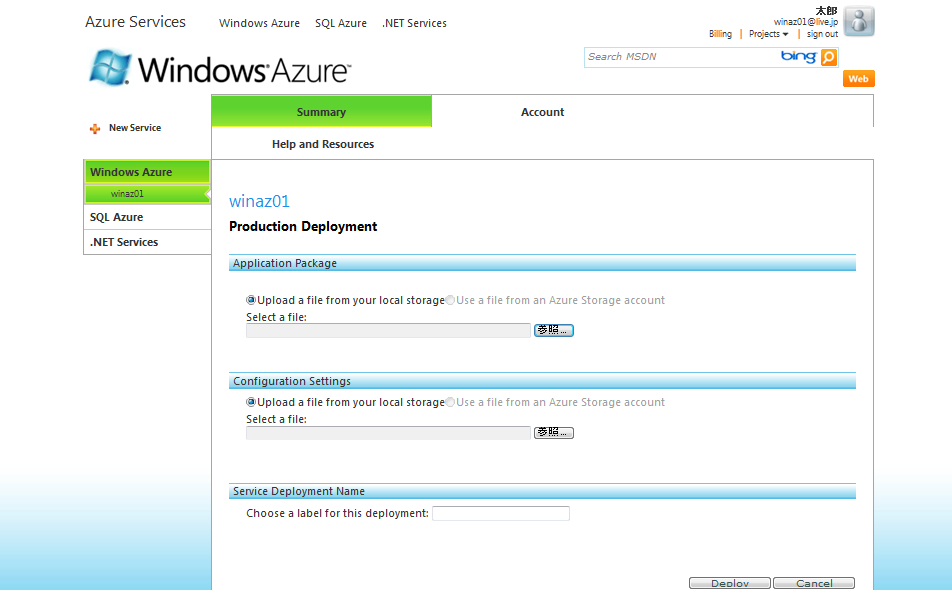 Azure Services
Windows Azure SQL Azure .NET Services
太郎
winaz01@live.jp
Billing | Projects | sign out
Windows Azure™
Search MSDN bing
Web
New Service
Summary Account
Help and Resources
Windows Azure
winaz01
SQL Azure
.NET Services
winaz01
Production Deployment
Application Package
Upload a file from your local storage Use a file from an Azure Storage account
Select a file:
参照...
Configuration Settings
Upload a file from your local storage Use a file from an Azure Storage account
Select a file:
参照...
Service Deployment Name
Choose a label for this deployment:
Deploy Cancel